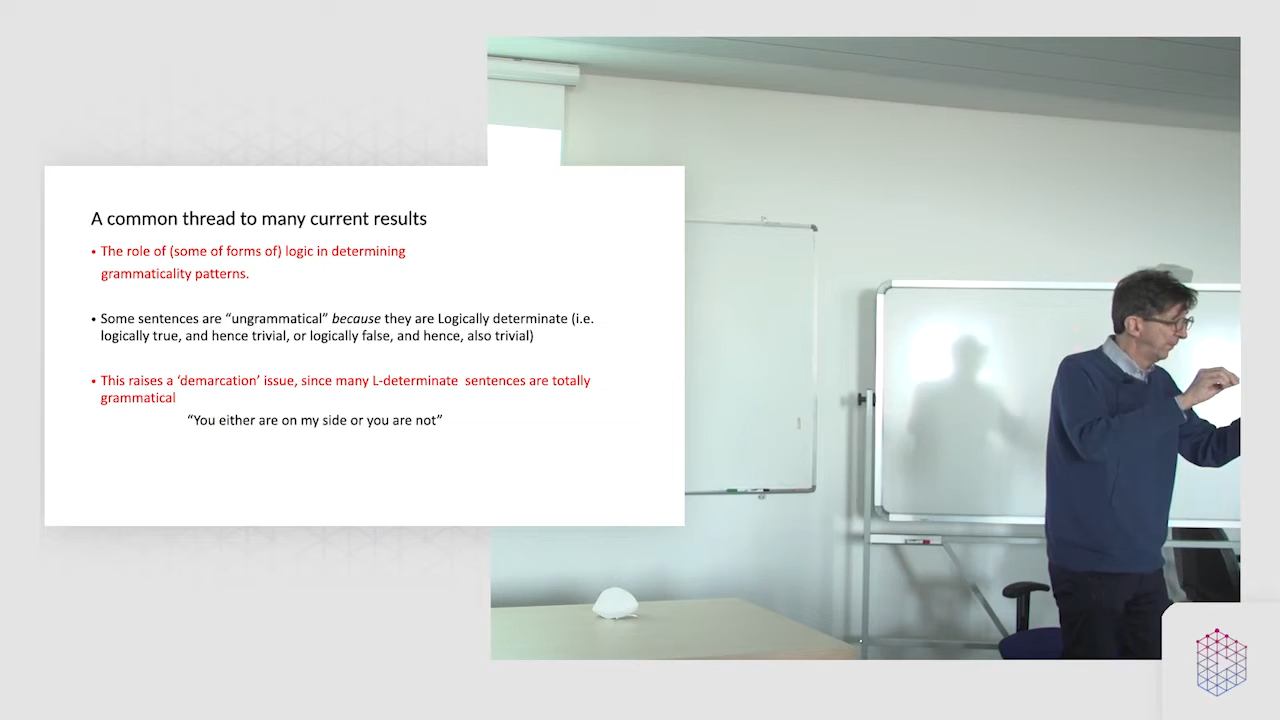 A common thread to many current results
• The role of (some of forms of) logic in determining
grammaticality patterns.
• Some sentences are “ungrammatical” because they are Logically determinate (i.e.
logically true, and hence trivial, or logically false, and hence, also trivial)
• This raises a ‘demarcation’ issue, since many L-determinate sentences are totally
grammatical
“You either are on my side or you are not”